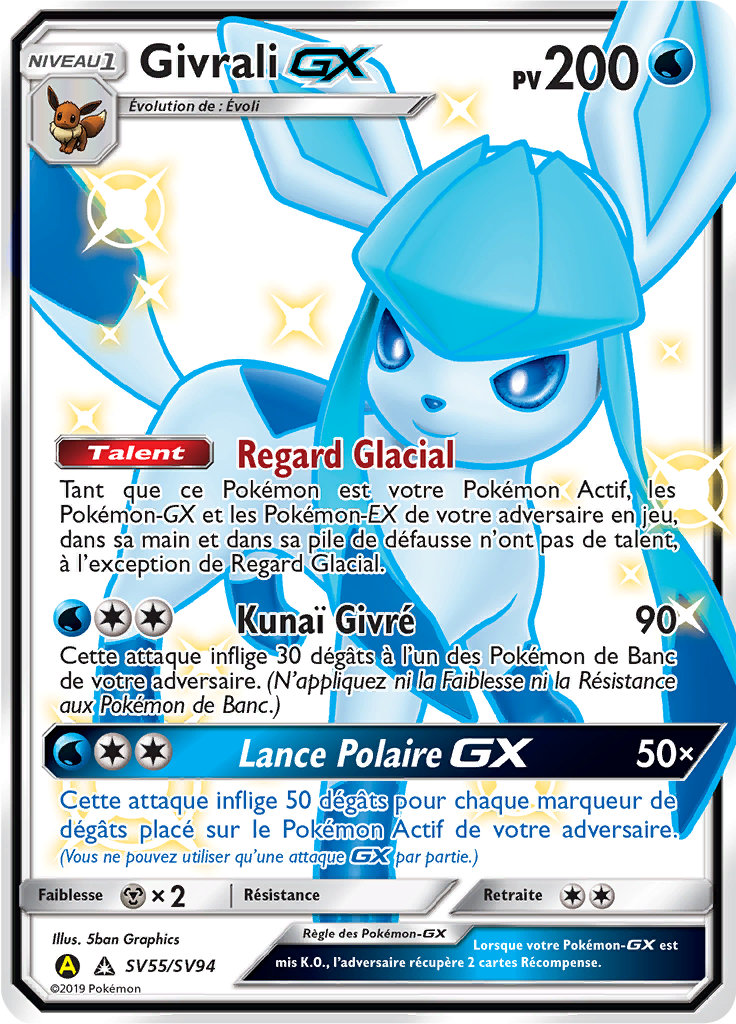 NIVEAU 1
Givrali GX
PV 200
Évolution de : Évoli
Talent Regard Glacial
Tant que ce Pokémon est votre Pokémon Actif, les
Pokémon-GX et les Pokémon-EX de votre adversaire en jeu,
dans sa main et dans sa pile de défausse n'ont pas de talent,
à l'exception de Regard Glacial.
Kunaï Givré 90
Cette attaque inflige 30 dégâts à l'un des Pokémon de Banc
de votre adversaire. (N'appliquez ni la Faiblesse ni la Résistance
aux Pokémon de Banc.)
Lance Polaire GX 50×
Cette attaque inflige 50 dégâts pour chaque marqueur de
dégâts placé sur le Pokémon Actif de votre adversaire.
(Vous ne pouvez utiliser qu'une attaque GX par partie.)
Faiblesse ×2 Résistance Retraite
Illus. 5ban Graphics
Règle des Pokémon-GX
Lorsque votre Pokémon-GX est
mis K.O., l'adversaire récupère 2 cartes Récompense.
A SV55/SV94
©2019 Pokémon